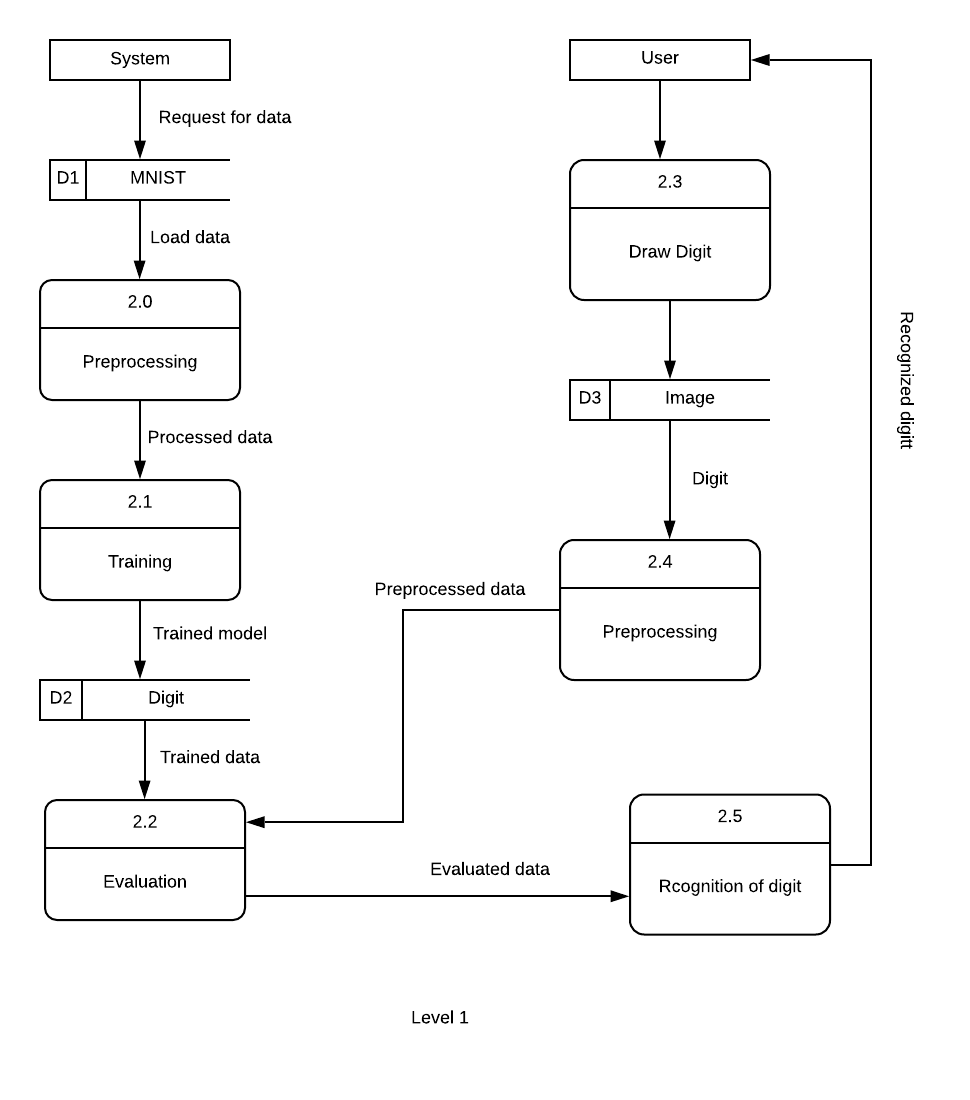 System
Request for data
D1
MNIST
Load data
2.0
Preprocessing
Processed data
2.1
Training
Trained model
D2
Digit
Trained data
2.2
Evaluation
User
2.3
Draw Digit
D3
Image
Digit
2.4
Preprocessing
Preprocessed data
Evaluated data
2.5
Rcognition of digit
Recognized digitt
Level 1